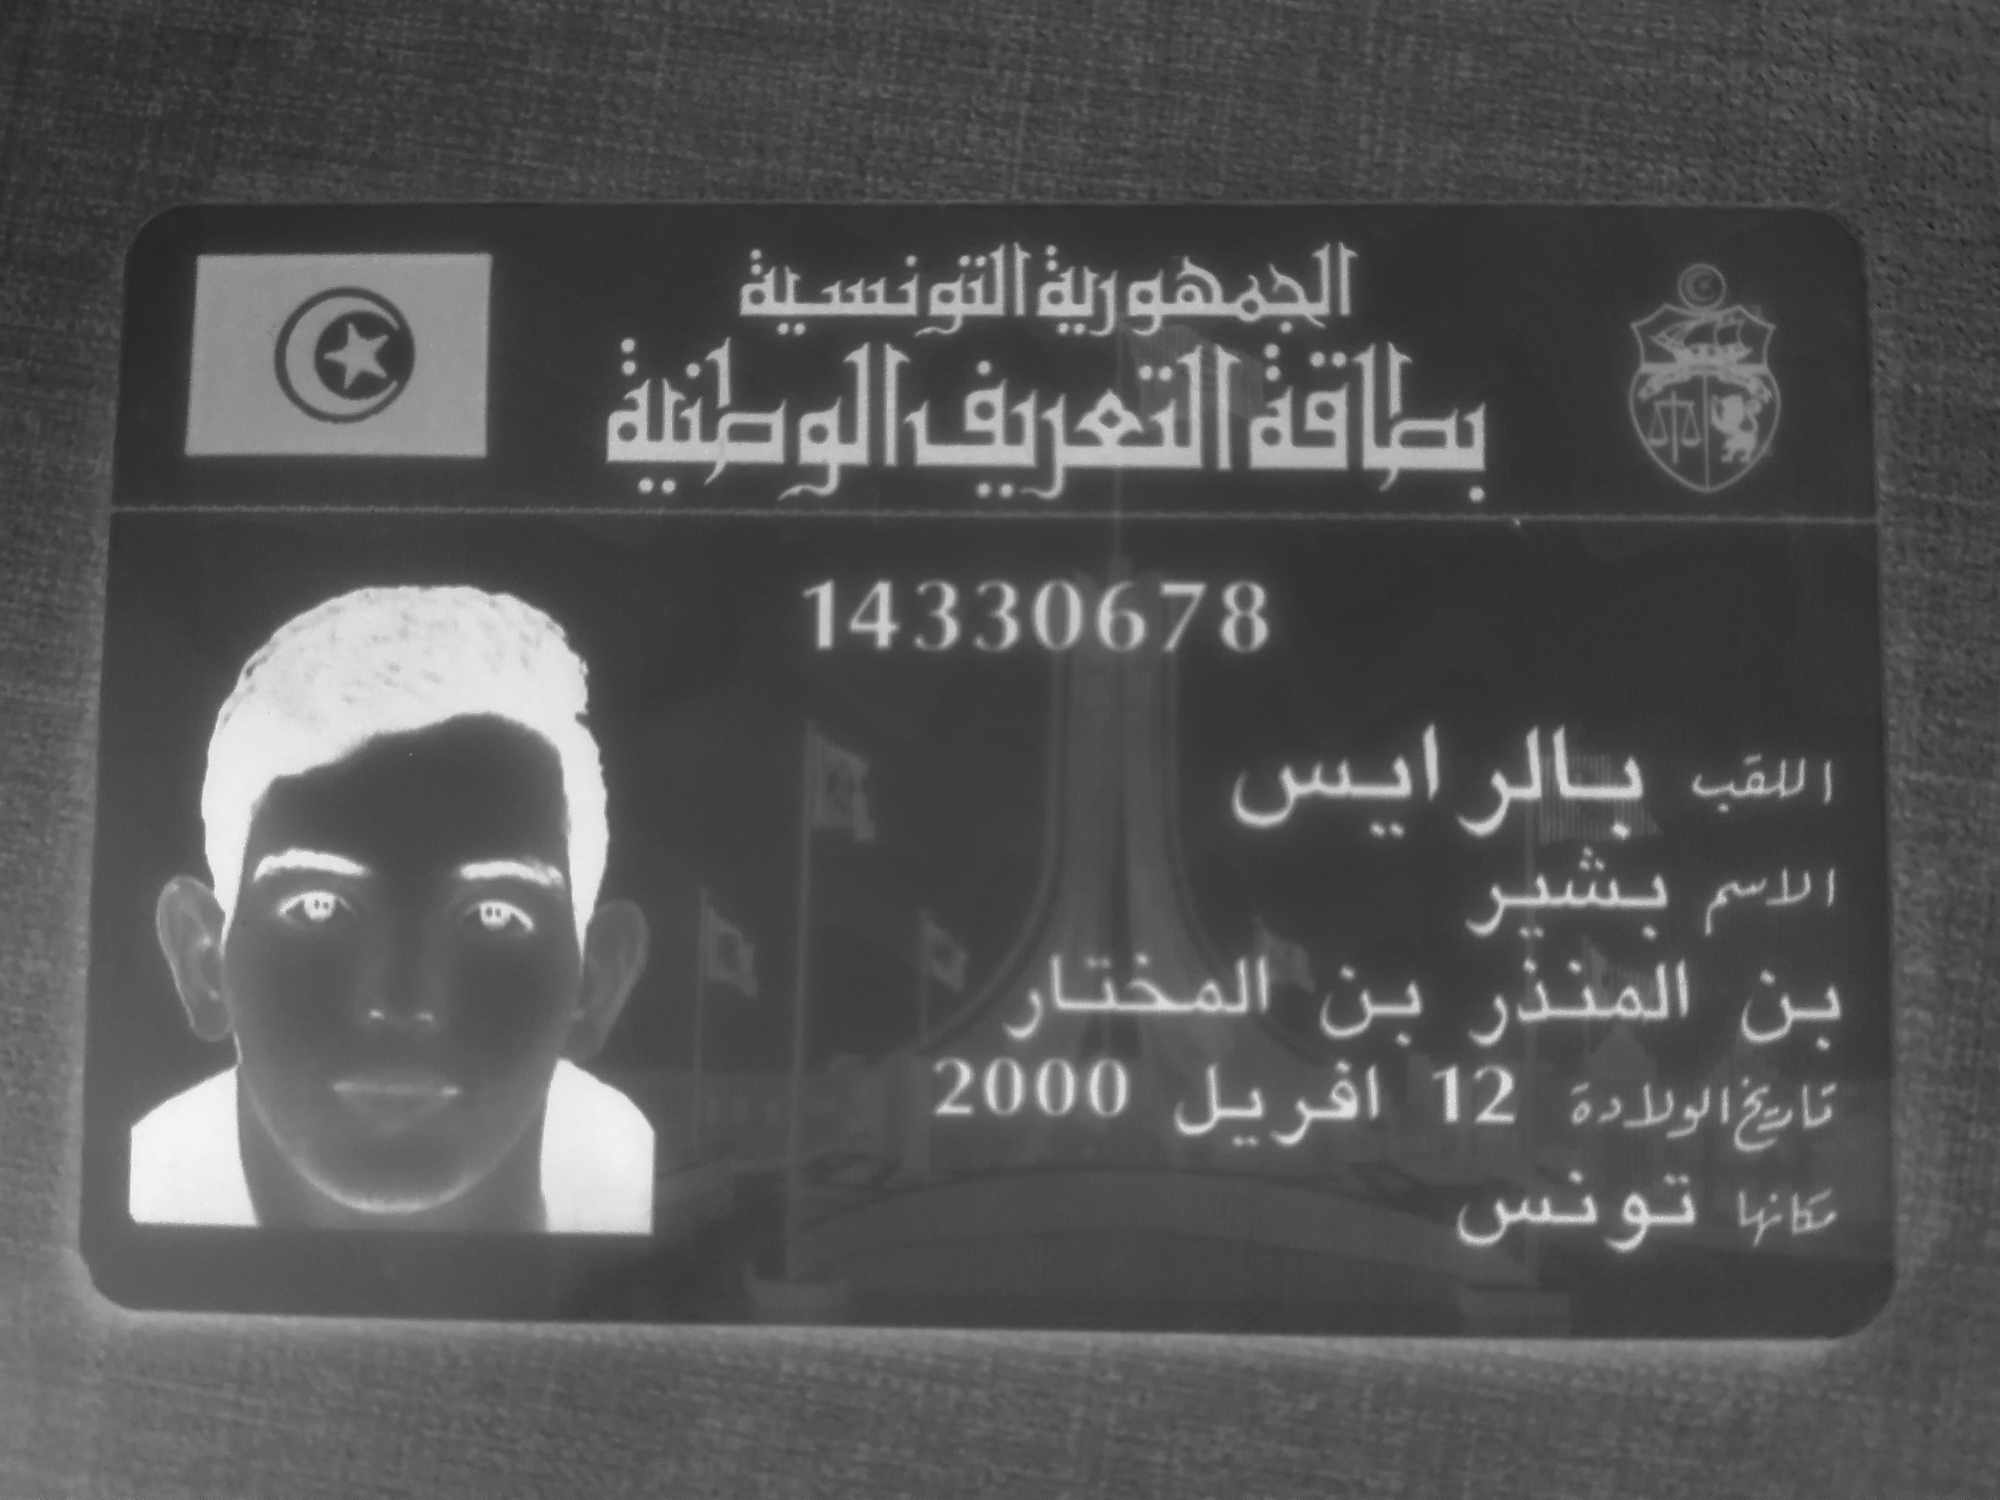 الجمهورية التونسية
بطاقة التعريف الوطنية
14330678
اللقب بالرايس
الاسم بشير
بن المنذر بن المختار
تاريخ الولادة 12 افريل 2000
مكانها تونس